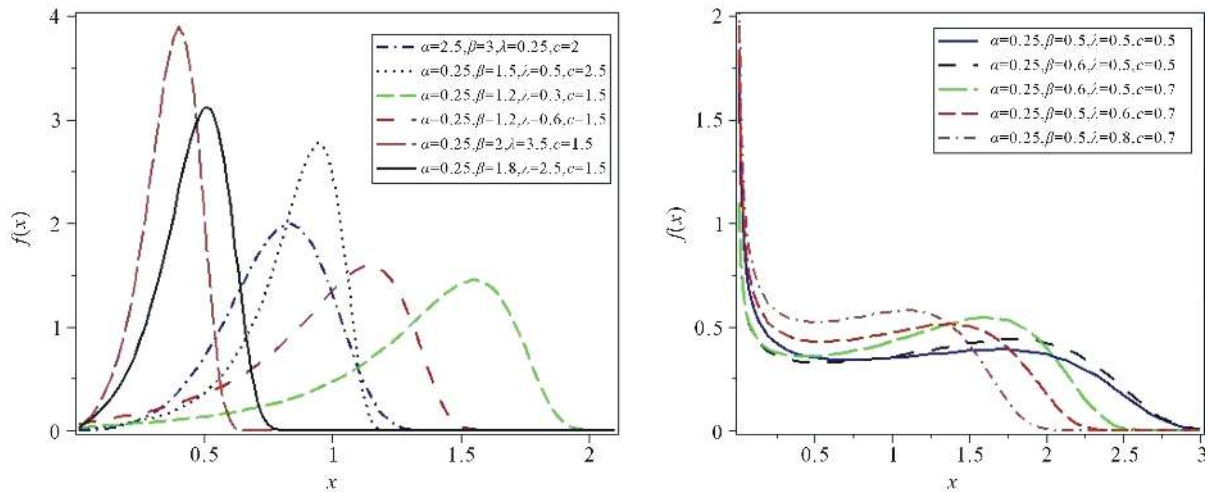 4
3
2
1
0
f(x)
α=2.5,β=3,λ=0.25,c=2
α=0.25,β=1.5,λ=0.5,c=2.5
α=0.25,β=1.2,λ=0.3,c=1.5
α=0.25,β=1.2,λ=0.6,c=1.5
α=0.25,β=2,λ=3.5,c=1.5
α=0.25,β=1.8,λ=2.5,c=1.5
0.5 1 1.5 2
x
2
1.5
1
0.5
0
f(x)
α=0.25,β=0.5,λ=0.5,c=0.5
α=0.25,β=0.6,λ=0.5,c=0.5
α=0.25,β=0.6,λ=0.5,c=0.7
α=0.25,β=0.5,λ=0.6,c=0.7
α=0.25,β=0.5,λ=0.8,c=0.7
0.5 1 1.5 2 2.5 3
x